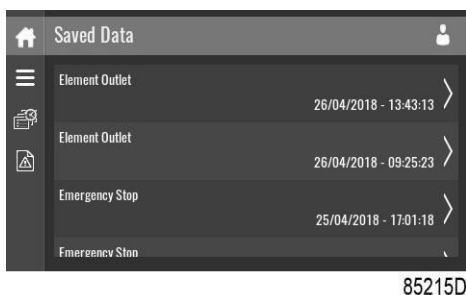 Saved Data
Element Outlet
26/04/2018 - 13:43:13
Element Outlet
26/04/2018 - 09:25:23
Emergency Stop
25/04/2018 - 17:01:18
Emergency Stop
85215D